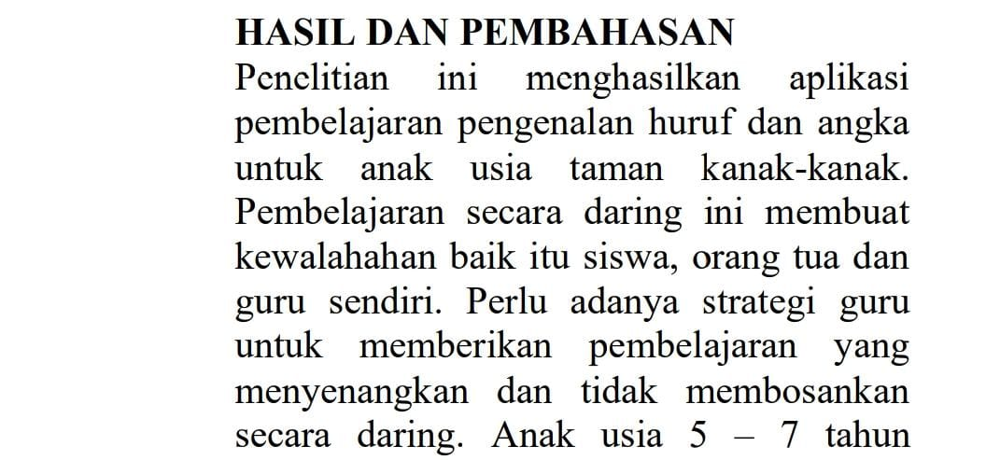 HASIL DAN PEMBAHASAN
Penelitian ini menghasilkan aplikasi
pembelajaran pengenalan huruf dan angka
untuk anak usia taman kanak-kanak.
Pembelajaran secara daring ini membuat
kewalahahan baik itu siswa, orang tua dan
guru sendiri. Perlu adanya strategi guru
untuk memberikan pembelajaran yang
menyenangkan dan tidak membosankan
secara daring. Anak usia 5 – 7 tahun